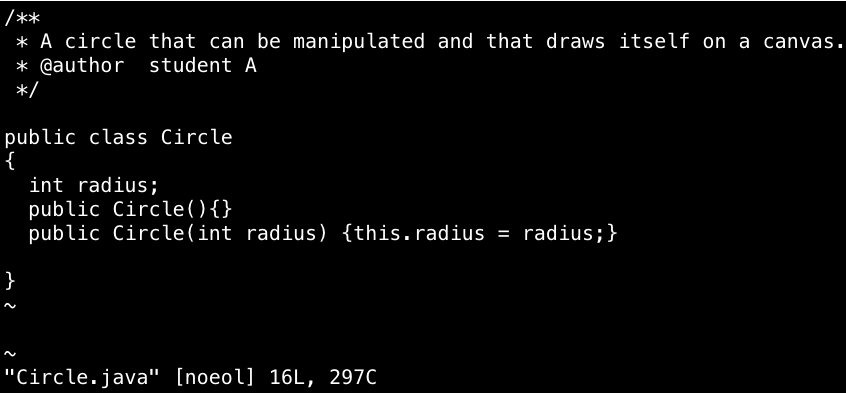 /**
 * A circle that can be manipulated and that draws itself on a canvas.
 * @author  student A
 */

public class Circle
{
  int radius;
  public Circle(){}
  public Circle(int radius) {this.radius = radius;}

}
~

~
"Circle.java" [noeol] 16L, 297C